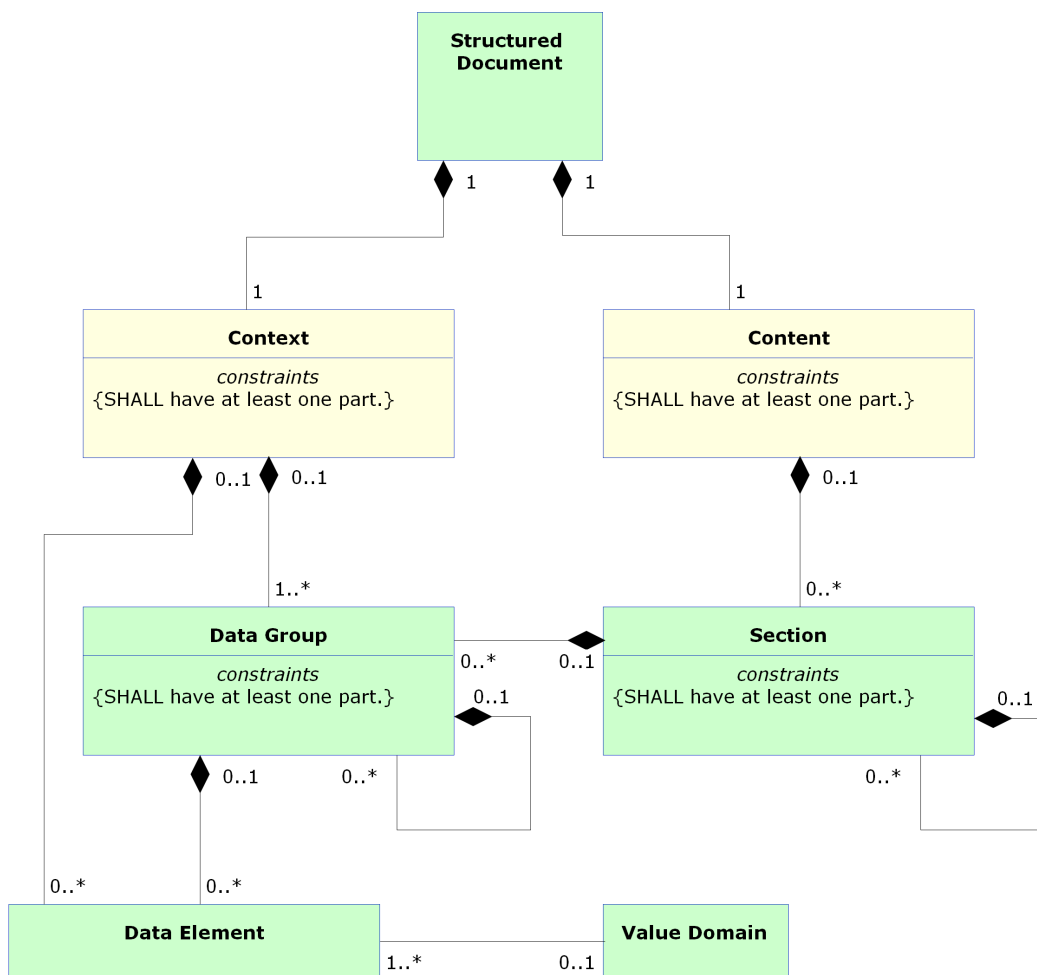 Structured
Document
1
1
1
1
Context
constraints
{SHALL have at least one part.}
Content
constraints
{SHALL have at least one part.}
0..1
0..1
0..1
1..*
0..*
Data Group
constraints
{SHALL have at least one part.}
Section
constraints
{SHALL have at least one part.}
0..*
0..1
0..1
0..1
0..1
0..*
0..*
0..*
0..*
Data Element
Value Domain
1..*
0..1